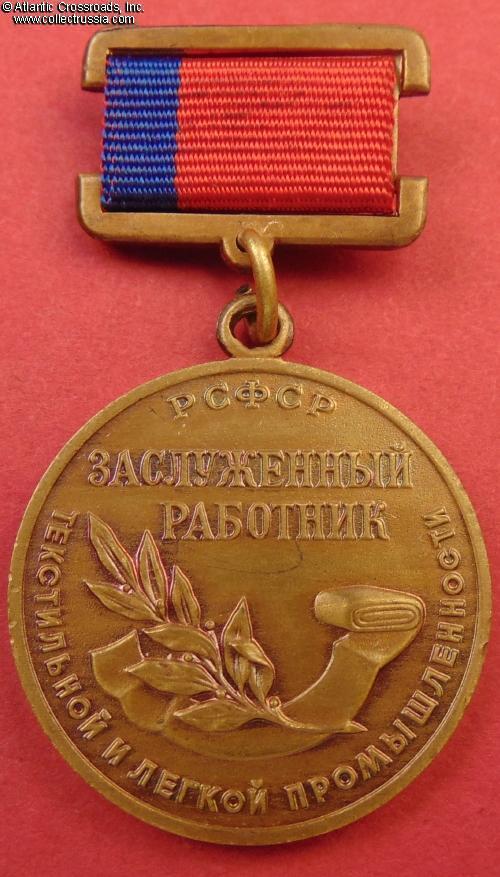 © Atlantic Crossroads, Inc.
www.collectrussia.com
РСФСР
ЗАСЛУЖЕННЫЙ
РАБОТНИК
ТЕКСТИЛЬНОЙ И ЛЕГКОЙ ПРОМЫШЛЕННОСТИ